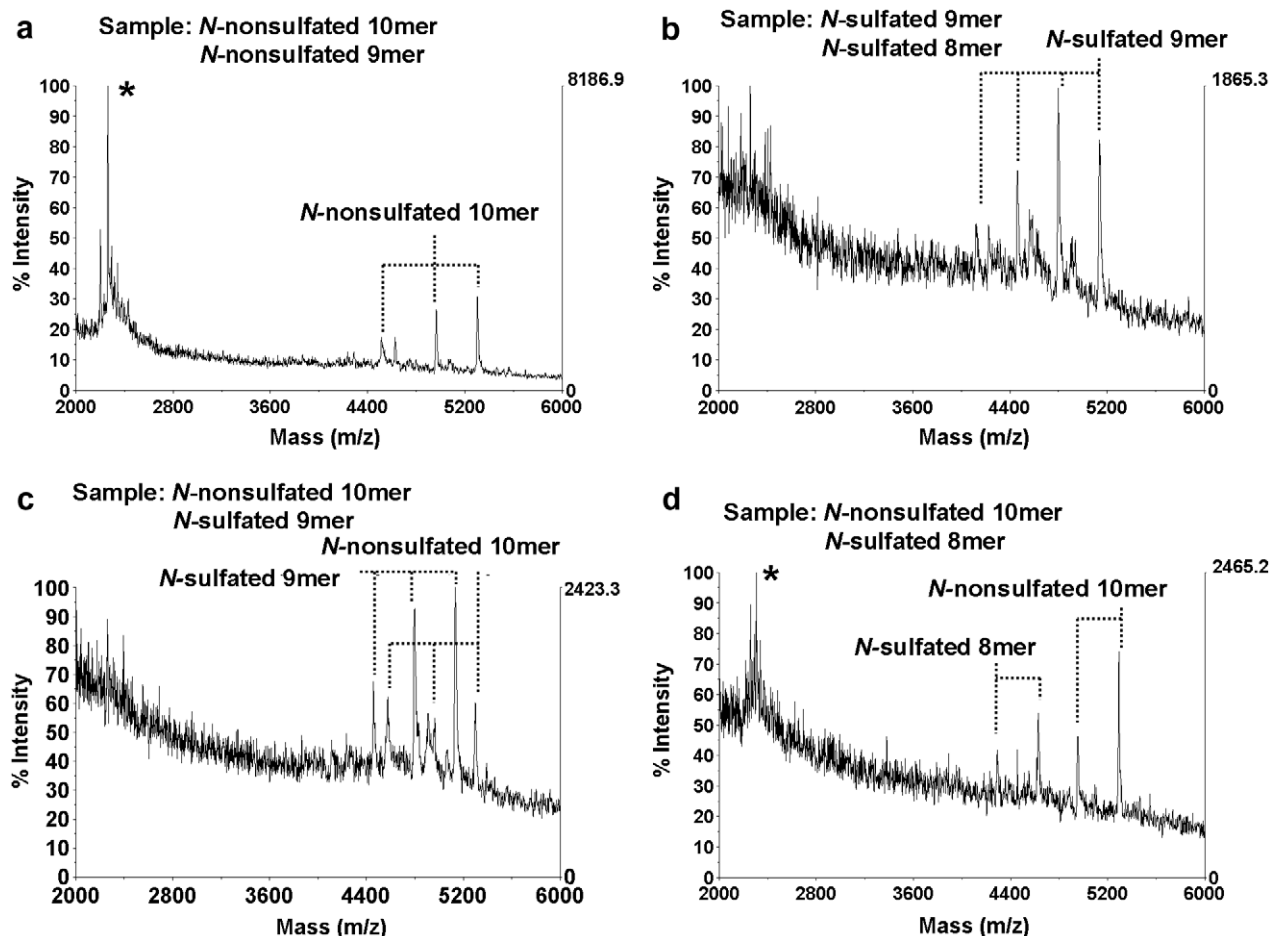 a
Sample: N-nonsulfated 10mer
N-nonsulfated 9mer
*
8186.9
N-nonsulfated 10mer
100
90
80
70
60
50
40
30
20
10
0
0
% Intensity
2000 2800 3600 4400 5200 6000
Mass (m/z)
b
Sample: N-sulfated 9mer
N-sulfated 8mer
N-sulfated 9mer
1865.3
100
90
80
70
60
50
40
30
20
10
0
0
% Intensity
2000 2800 3600 4400 5200 6000
Mass (m/z)
c
Sample: N-nonsulfated 10mer
N-sulfated 9mer
N-nonsulfated 10mer
N-sulfated 9mer
2423.3
100
90
80
70
60
50
40
30
20
10
0
0
% Intensity
2000 2800 3600 4400 5200 6000
Mass (m/z)
d
Sample: N-nonsulfated 10mer
N-sulfated 8mer
*
2465.2
N-nonsulfated 10mer
N-sulfated 8mer
100
90
80
70
60
50
40
30
20
10
0
0
% Intensity
2000 2800 3600 4400 5200 6000
Mass (m/z)